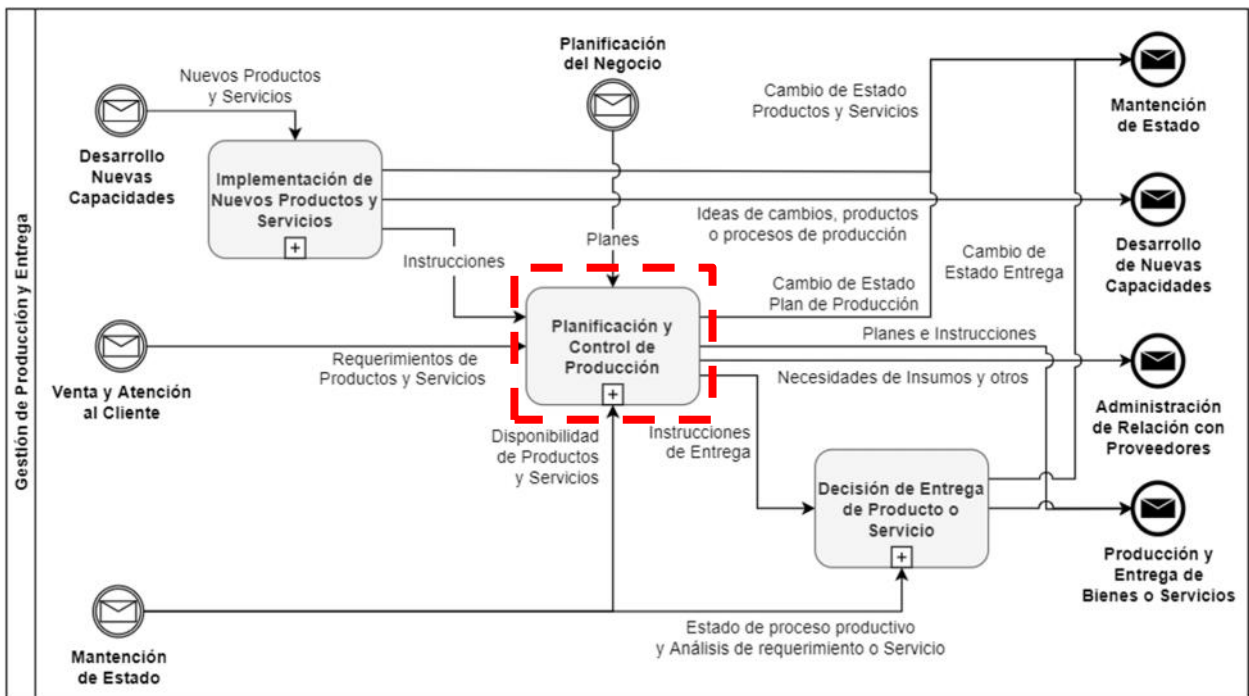 Gestión de Producción y Entrega
Nuevos Productos
y Servicios
Desarrollo
Nuevas
Capacidades
Implementación de
Nuevos Productos y
Servicios
Planificación
del Negocio
Cambio de Estado
Productos y Servicios
Mantención
de Estado
Ideas de cambios, productos
o procesos de producción
Desarrollo
de Nuevas
Capacidades
Instrucciones
Planes
Cambio de
Estado Entrega
Cambio de Estado
Plan de Producción
Planificación y
Control de
Producción
Planes e Instrucciones
Venta y Atención
al Cliente
Requerimientos de
Productos y Servicios
Necesidades de Insumos y otros
Administración
de Relación con
Proveedores
Disponibilidad
de Productos
y Servicios
Instrucciones
de Entrega
Decisión de Entrega
de Producto o
Servicio
Producción y
Entrega de
Bienes o Servicios
Mantención
de Estado
Estado de proceso productivo
y Análisis de requerimiento o Servicio